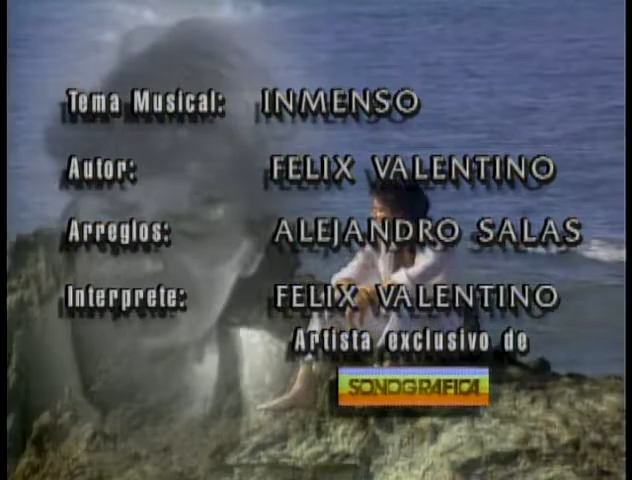 Tema Musical: INMENSO
Autor: FELIX VALENTINO
Arreglos: ALEJANDRO SALAS
Interprete: FELIX VALENTINO
Artista exclusivo de
SONOGRAFICA